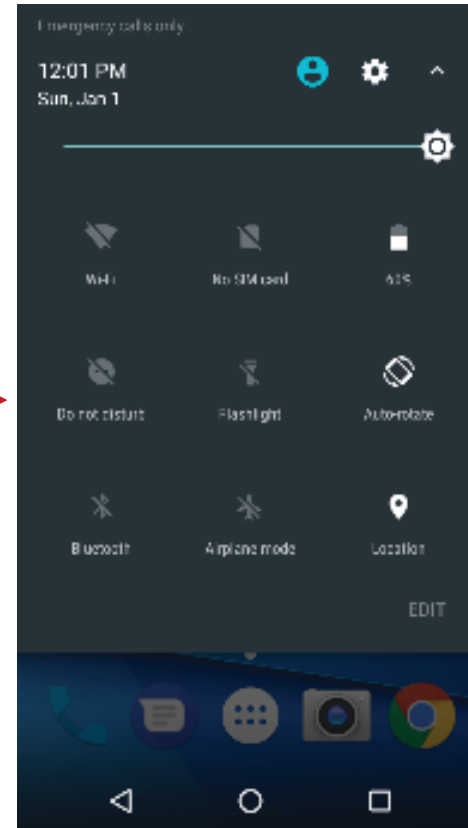 Emergency calls only
12:01 PM
Sun, Jan 1
Wi-Fi No SIM card 60%
Do not disturb Flashlight Auto-rotate
Bluetooth Airplane mode Location
EDIT